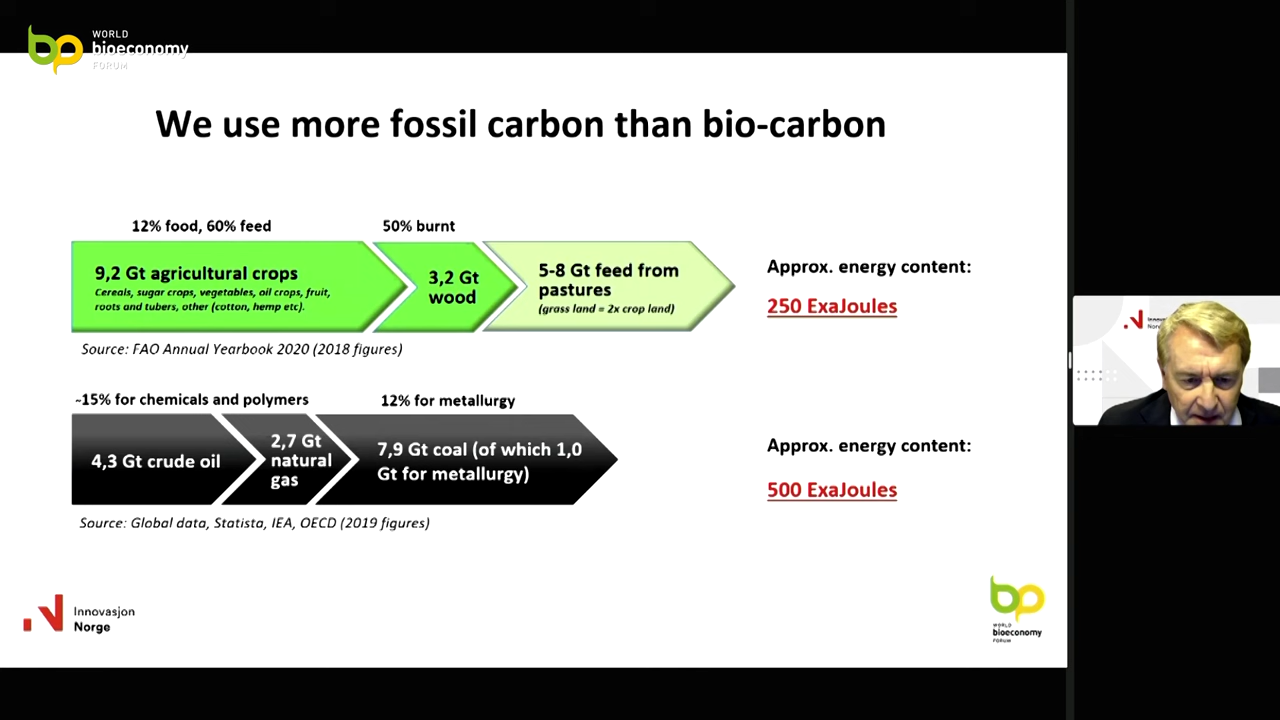 WORLD
bioeconomy
FORUM
We use more fossil carbon than bio-carbon
12% food, 60% feed
50% burnt
9,2 Gt agricultural crops
Cereals, sugar crops, vegetables, oil crops, fruit,
roots and tubers, other (cotton, hemp etc).
3,2 Gt
wood
5-8 Gt feed from
pastures
(grass land = 2x crop land)
Approx. energy content:
250 ExaJoules
Source: FAO Annual Yearbook 2020 (2018 figures)
~15% for chemicals and polymers
12% for metallurgy
4,3 Gt crude oil
2,7 Gt
natural
gas
7,9 Gt coal (of which 1,0
Gt for metallurgy)
Approx. energy content:
500 ExaJoules
Source: Global data, Statista, IEA, OECD (2019 figures)
Innovasjon
Norge
WORLD
bioeconomy
FORUM